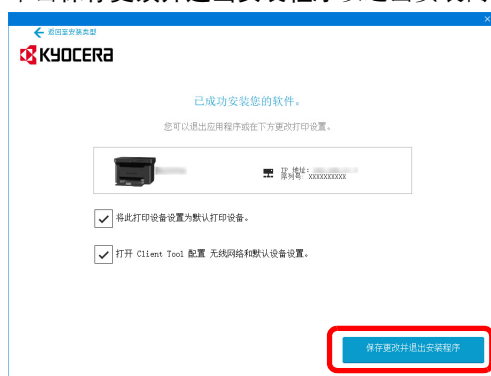 返回至安装类型
KYOCERA
已成功安装您的软件。
您可以退出应用程序或在下方更改打印设置。
IP 地址:
序列号: XXXXXXXXXX
将此打印设备设置为默认打印设备。
打开 Client Tool 配置 无线网络和默认设备设置。
保存更改并退出安装程序